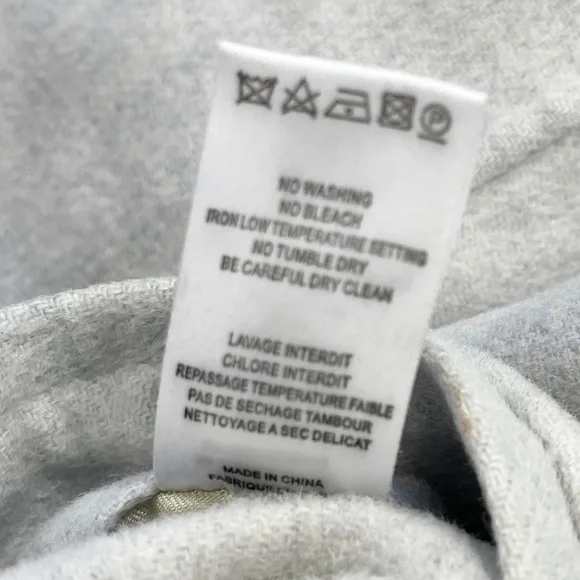 P
NO WASHING
NO BLEACH
IRON LOW TEMPERATURE SETTING
NO TUMBLE DRY
BE CAREFUL DRY CLEAN
LAVAGE INTERDIT
CHLORE INTERDIT
REPASSAGE TEMPERATURE FAIBLE
PAS DE SECHAGE TAMBOUR
NETTOYAGE A SEC DELICAT
MADE IN CHINA